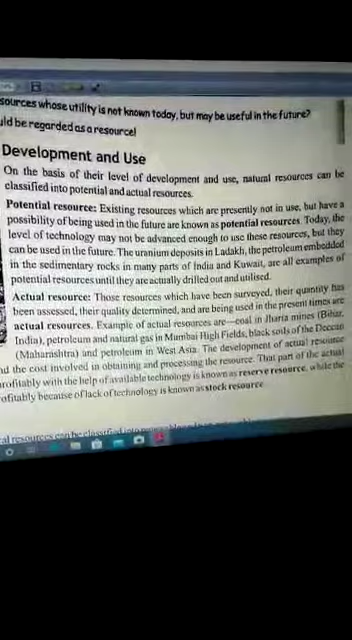 sources whose utility is not known today, but may be useful in the future?
uld be regarded as a resource!
Development and Use
On the basis of their level of development and use, natural resources can be
classified into potential and actual resources.
Potential resource: Existing resources which are presently not in use, but have a
possibility of being used in the future are known as potential resources. Today, the
level of technology may not be advanced enough to use these resources, but they
can be used in the future. The uranium deposits in Ladakh, the petroleum embedded
in the sedimentary rocks in many parts of India and Kuwait, are all examples of
potential resources until they are actually drilled out and utilised.
Actual resource: Those resources which have been surveyed, their quantity has
been assessed, their quality determined, and are being used in the present times are
actual resources. Example of actual resources are—coal in Jharia mines (Bihar,
India), petroleum and natural gas in Mumbai High Fields, black soils of the Deccan
(Maharashtra) and petroleum in West Asia. The development of actual resource
nd the cost involved in obtaining and processing the resource. That part of the actual
rofitably with the help of available technology is known as reserve resource, while the
ofitably because of lack of technology is known as stock resource.
al resources can be classified into